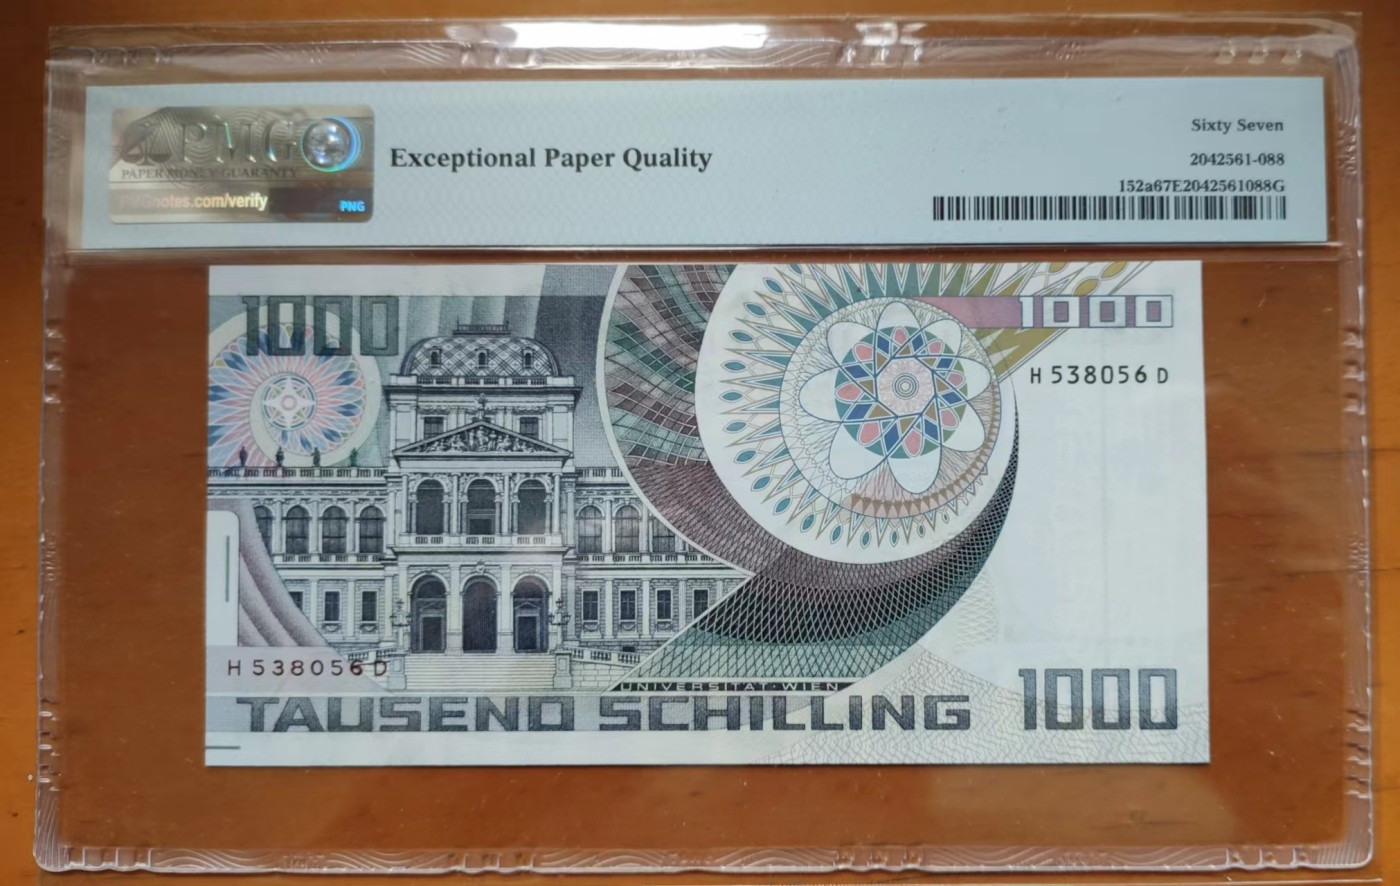 PMG
PAPER MONEY GUARANTY
PMGnotes.com/verify
PNG
Exceptional Paper Quality
Sixty Seven
2042561-088
152a67E2042561088G
1000
1000
H 538056 D
H 538056 D
UNIVERSITÄT·WIEN
TAUSEND SCHILLING
1000